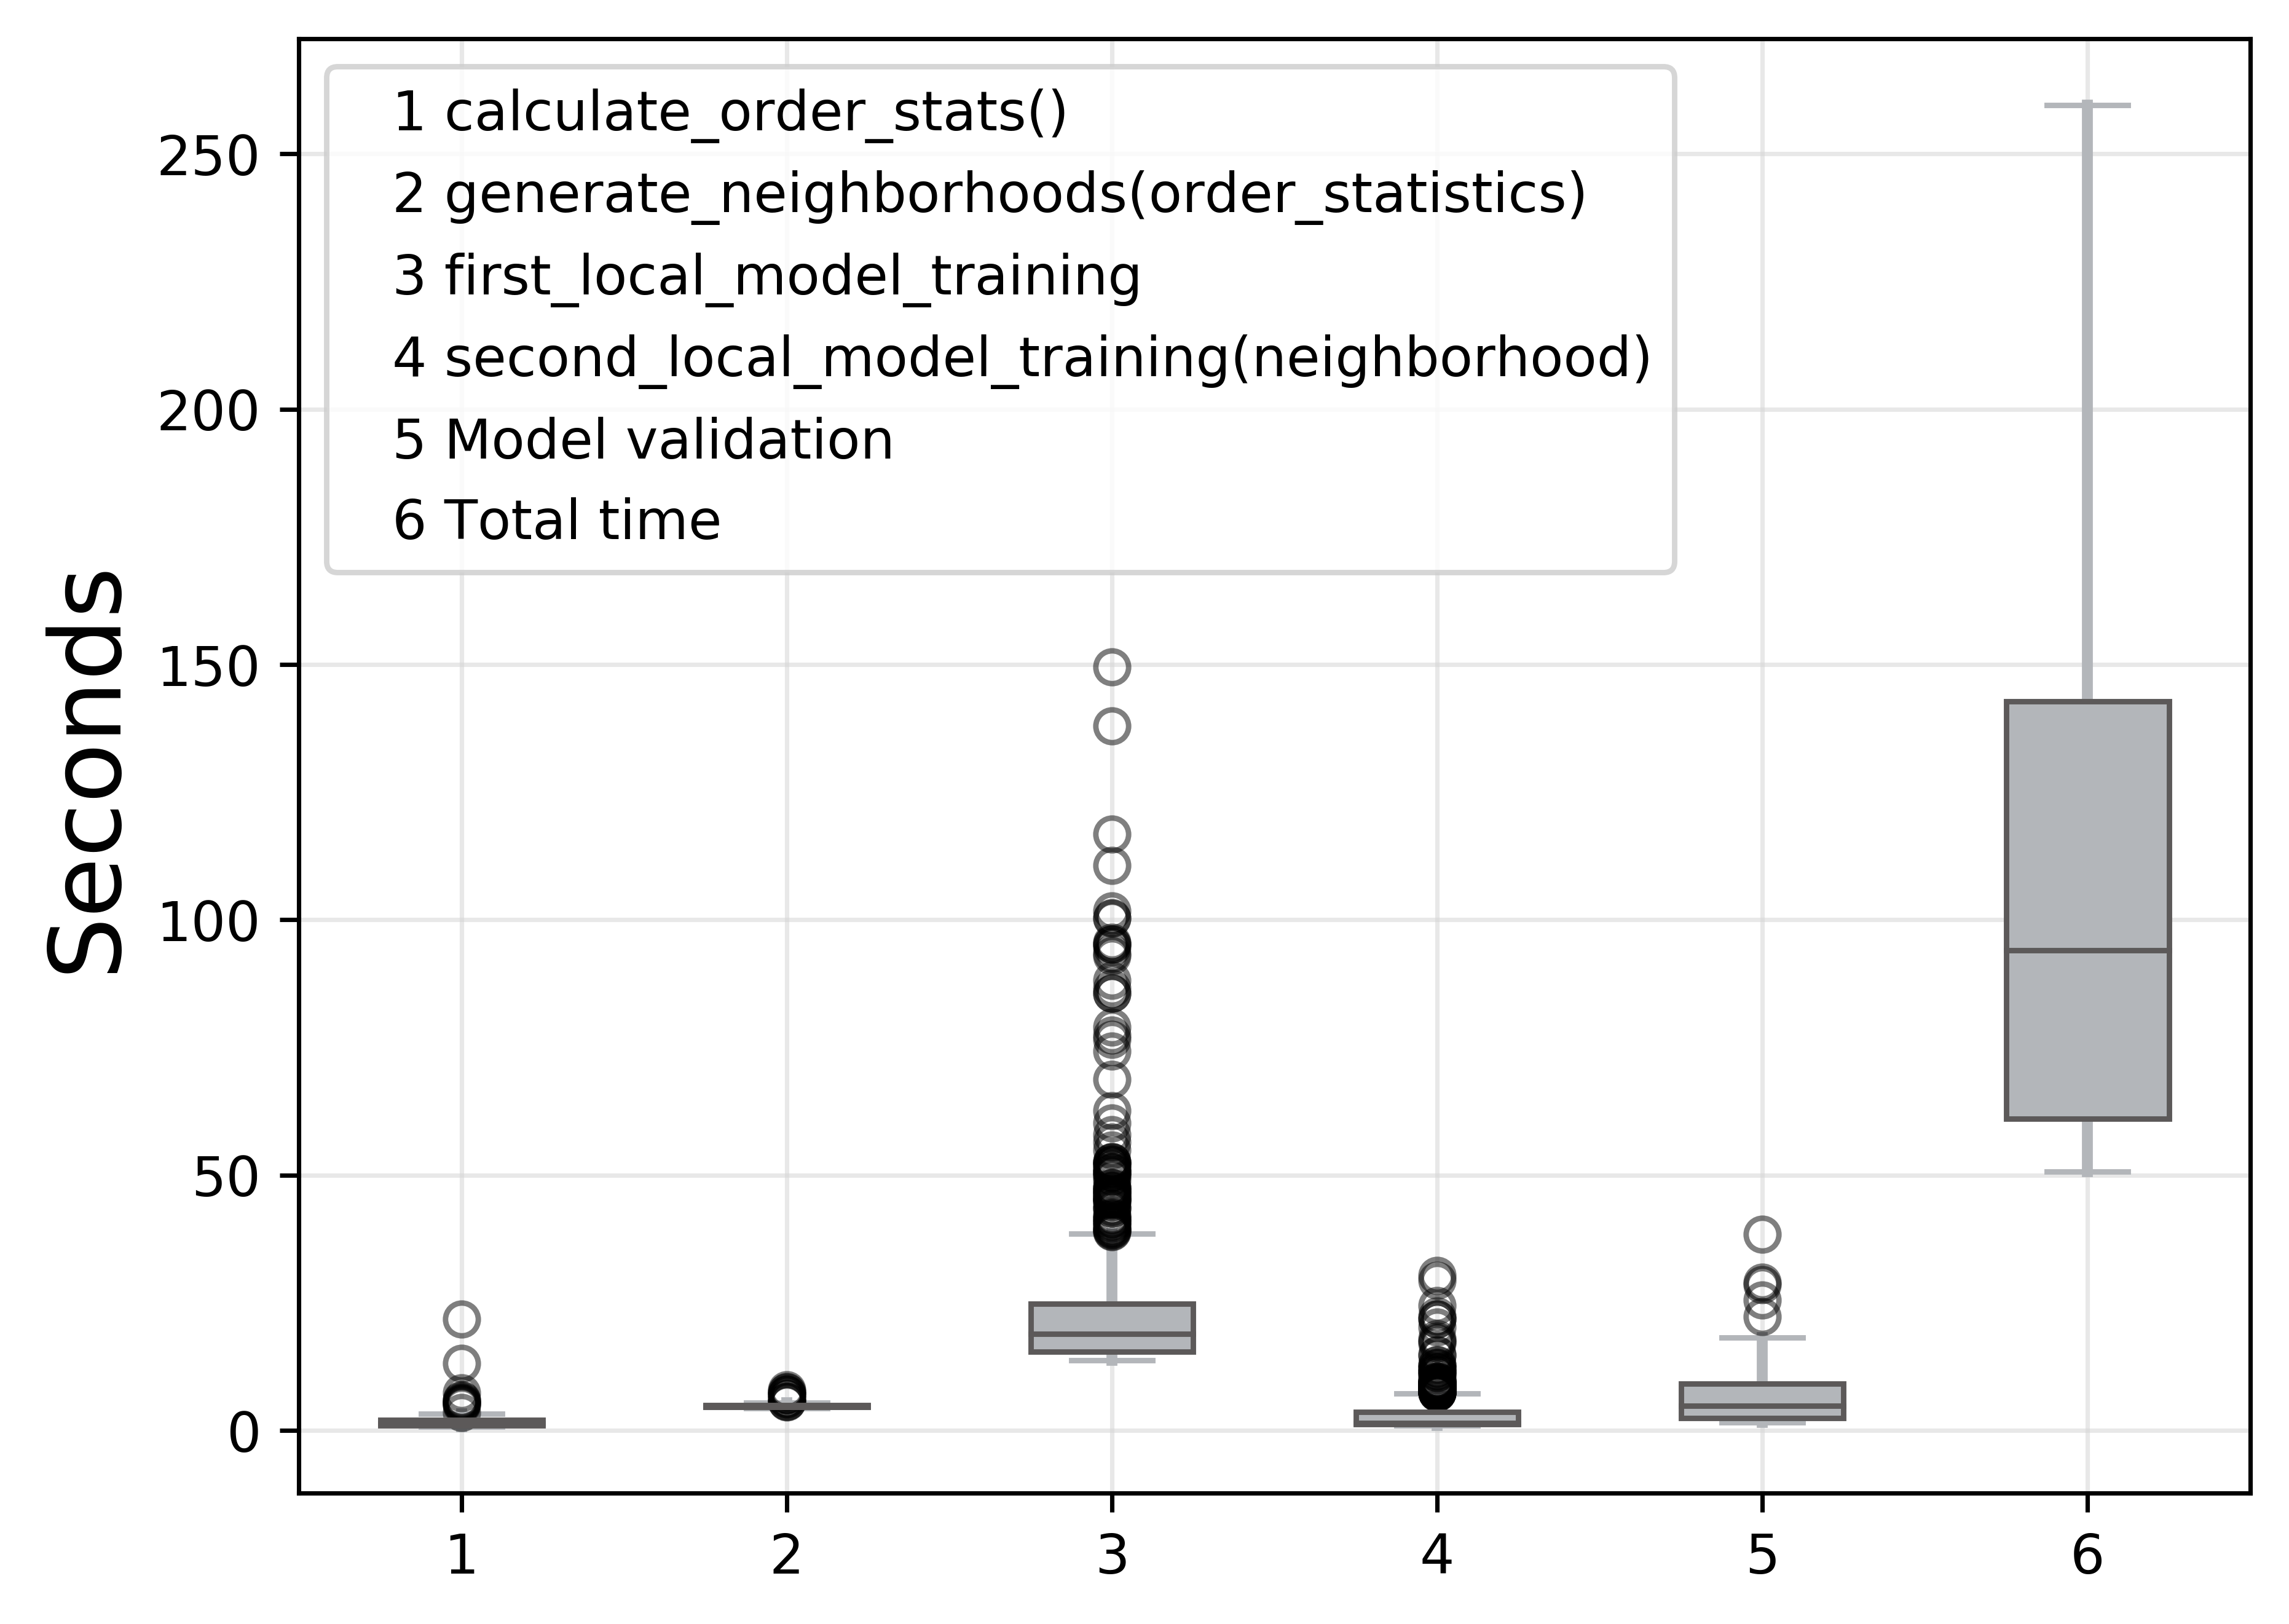 1 calculate_order_stats()
2 generate_neighborhoods(order_statistics)
3 first_local_model_training
4 second_local_model_training(neighborhood)
5 Model validation
6 Total time
Seconds
250
200
150
100
50
0
1 2 3 4 5 6